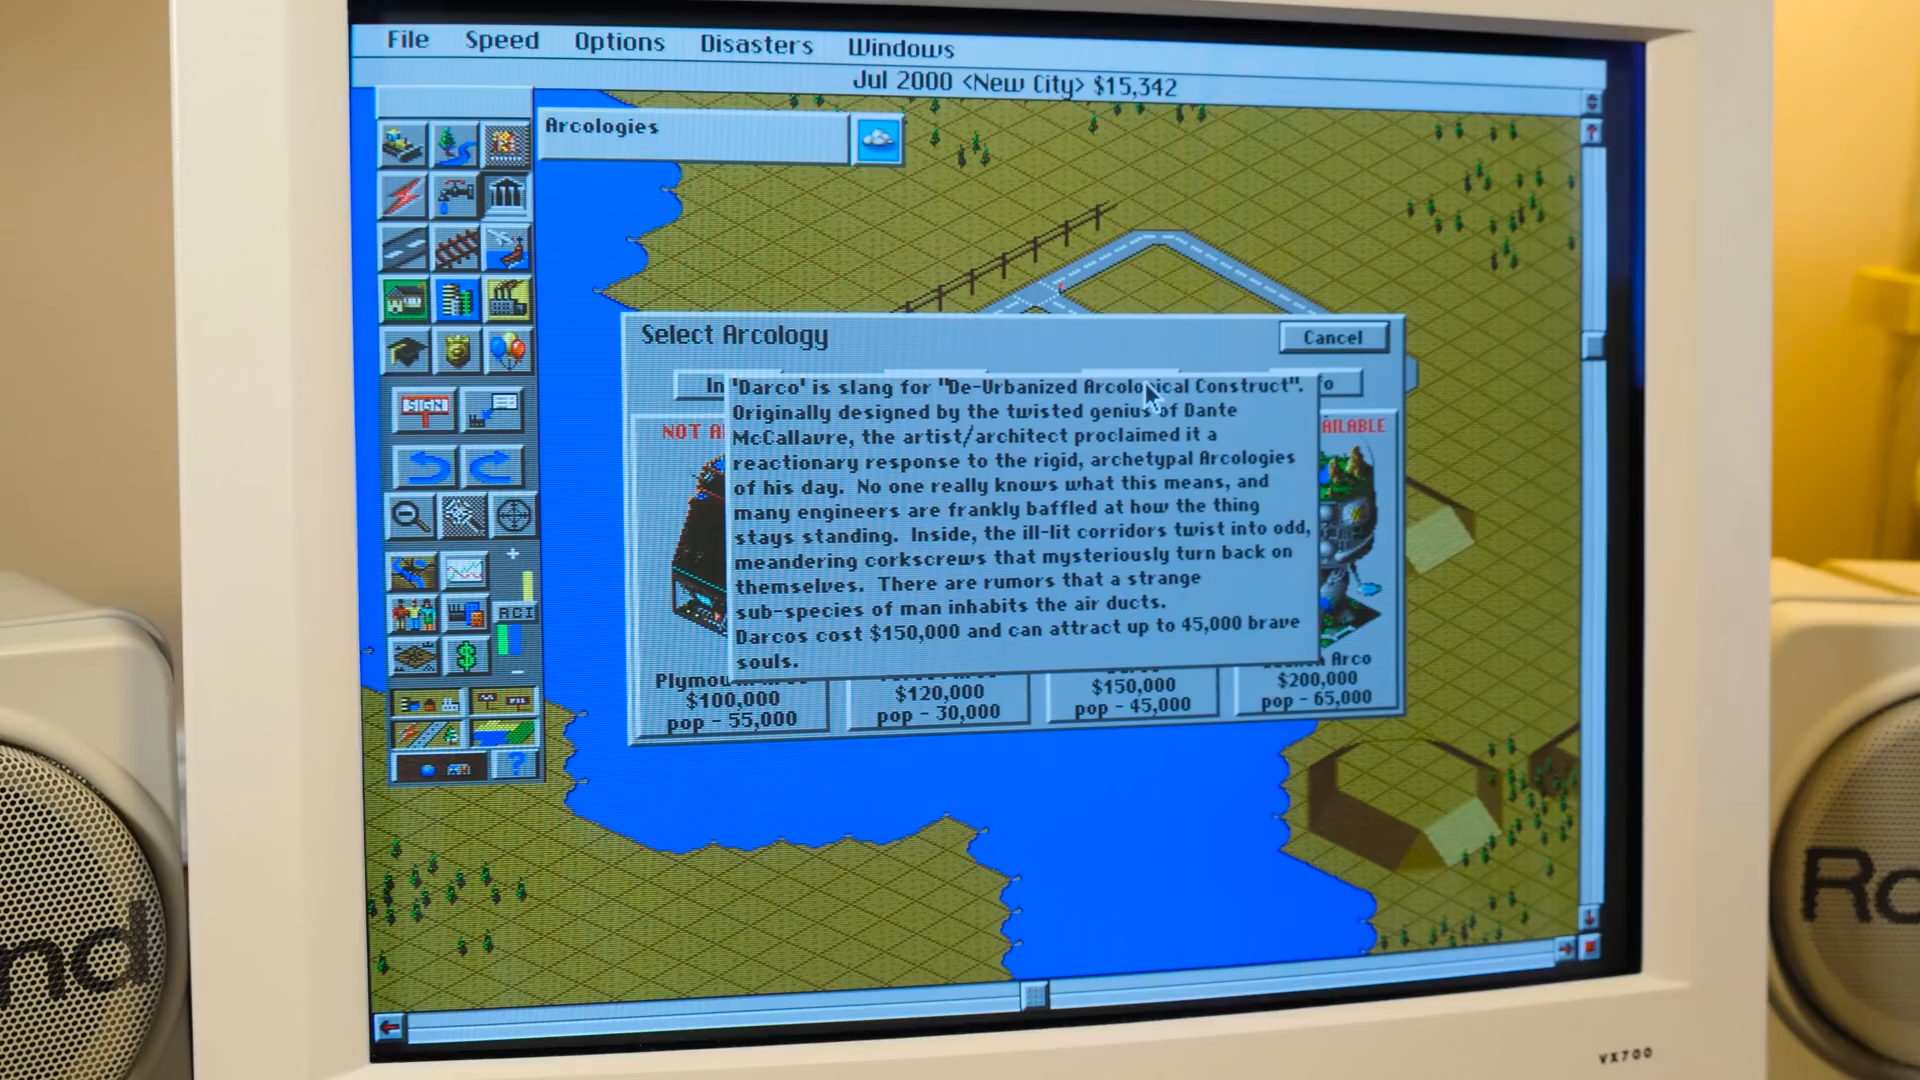 File Speed Options Disasters Windows
Jul 2000 <New City> $15,342
Arcologies
SIGN
RCI
?
Select Arcology
Cancel
In
'Darco' is slang for "De-Urbanized Arcological Construct".
Originally designed by the twisted genius of Dante
McCallavre, the artist/architect proclaimed it a
reactionary response to the rigid, archetypal Arcologies
of his day. No one really knows what this means, and
many engineers are frankly baffled at how the thing
stays standing. Inside, the ill-lit corridors twist into odd,
meandering corkscrews that mysteriously turn back on
themselves. There are rumors that a strange
sub-species of man inhabits the air ducts.
Darcos cost $150,000 and can attract up to 45,000 brave
souls.
o
NOT A
AILABLE
Plymou
$100,000
pop - 55,000
$120,000
pop - 30,000
$150,000
pop - 45,000
Arco
$200,000
pop - 65,000
VX700
nd
Ro